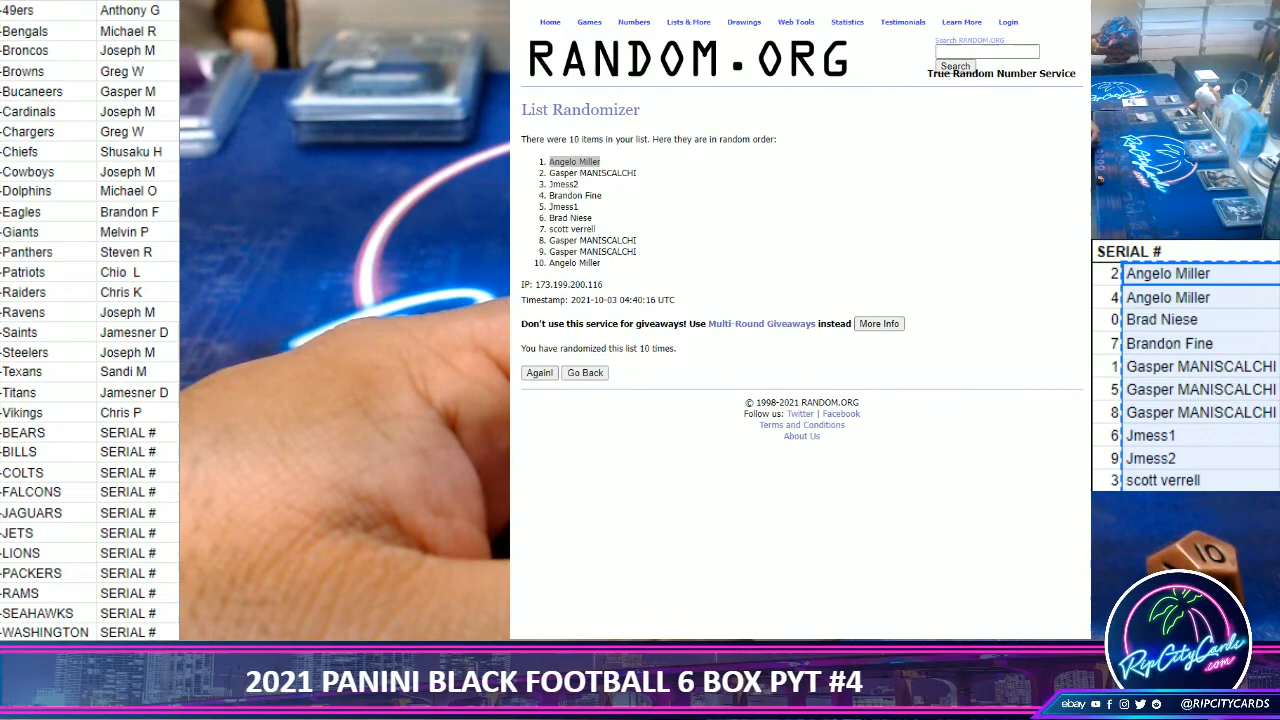 -49ers Anthony G
-Bengals Michael R
-Broncos Joseph M
-Browns Greg W
-Bucaneers Gasper M
-Cardinals Joseph M
-Chargers Greg W
-Chiefs Shusaku H
-Cowboys Joseph M
-Dolphins Michael O
-Eagles Brandon F
-Giants Melvin P
-Panthers Steven R
-Patriots Chio L
-Raiders Chris K
-Ravens Joseph M
-Saints Jamesner D
-Steelers Joseph M
-Texans Sandi M
-Titans Jamesner D
-Vikings Chris P
-BEARS SERIAL #
-BILLS SERIAL #
-COLTS SERIAL #
-FALCONS SERIAL #
-JAGUARS SERIAL #
-JETS SERIAL #
-LIONS SERIAL #
-PACKERS SERIAL #
-RAMS SERIAL #
-SEAHAWKS SERIAL #
-WASHINGTON SERIAL #
Home Games Numbers Lists & More Drawings Web Tools Statistics Testimonials Learn More Login
RANDOM.ORG
Search RANDOM.ORG
Search
True Random Number Service
List Randomizer
There were 10 items in your list. Here they are in random order:
1. Angelo Miller
2. Gasper MANISCALCHI
3. Jmess2
4. Brandon Fine
5. Jmess1
6. Brad Niese
7. scott verrell
8. Gasper MANISCALCHI
9. Gasper MANISCALCHI
10. Angelo Miller
IP: 173.199.200.116
Timestamp: 2021-10-03 04:40:16 UTC
Don't use this service for giveaways! Use Multi-Round Giveaways instead More Info
You have randomized this list 10 times.
Again! Go Back
© 1998-2021 RANDOM.ORG
Follow us: Twitter | Facebook
Terms and Conditions
About Us
SERIAL #
2 Angelo Miller
4 Angelo Miller
0 Brad Niese
7 Brandon Fine
1 Gasper MANISCALCHI
5 Gasper MANISCALCHI
8 Gasper MANISCALCHI
6 Jmess1
9 Jmess2
3 scott verrell
10
RipCityCards
.com
2021 PANINI BLACK FOOTBALL 6 BOX PYT #4
ebay @RIPCITYCARDS